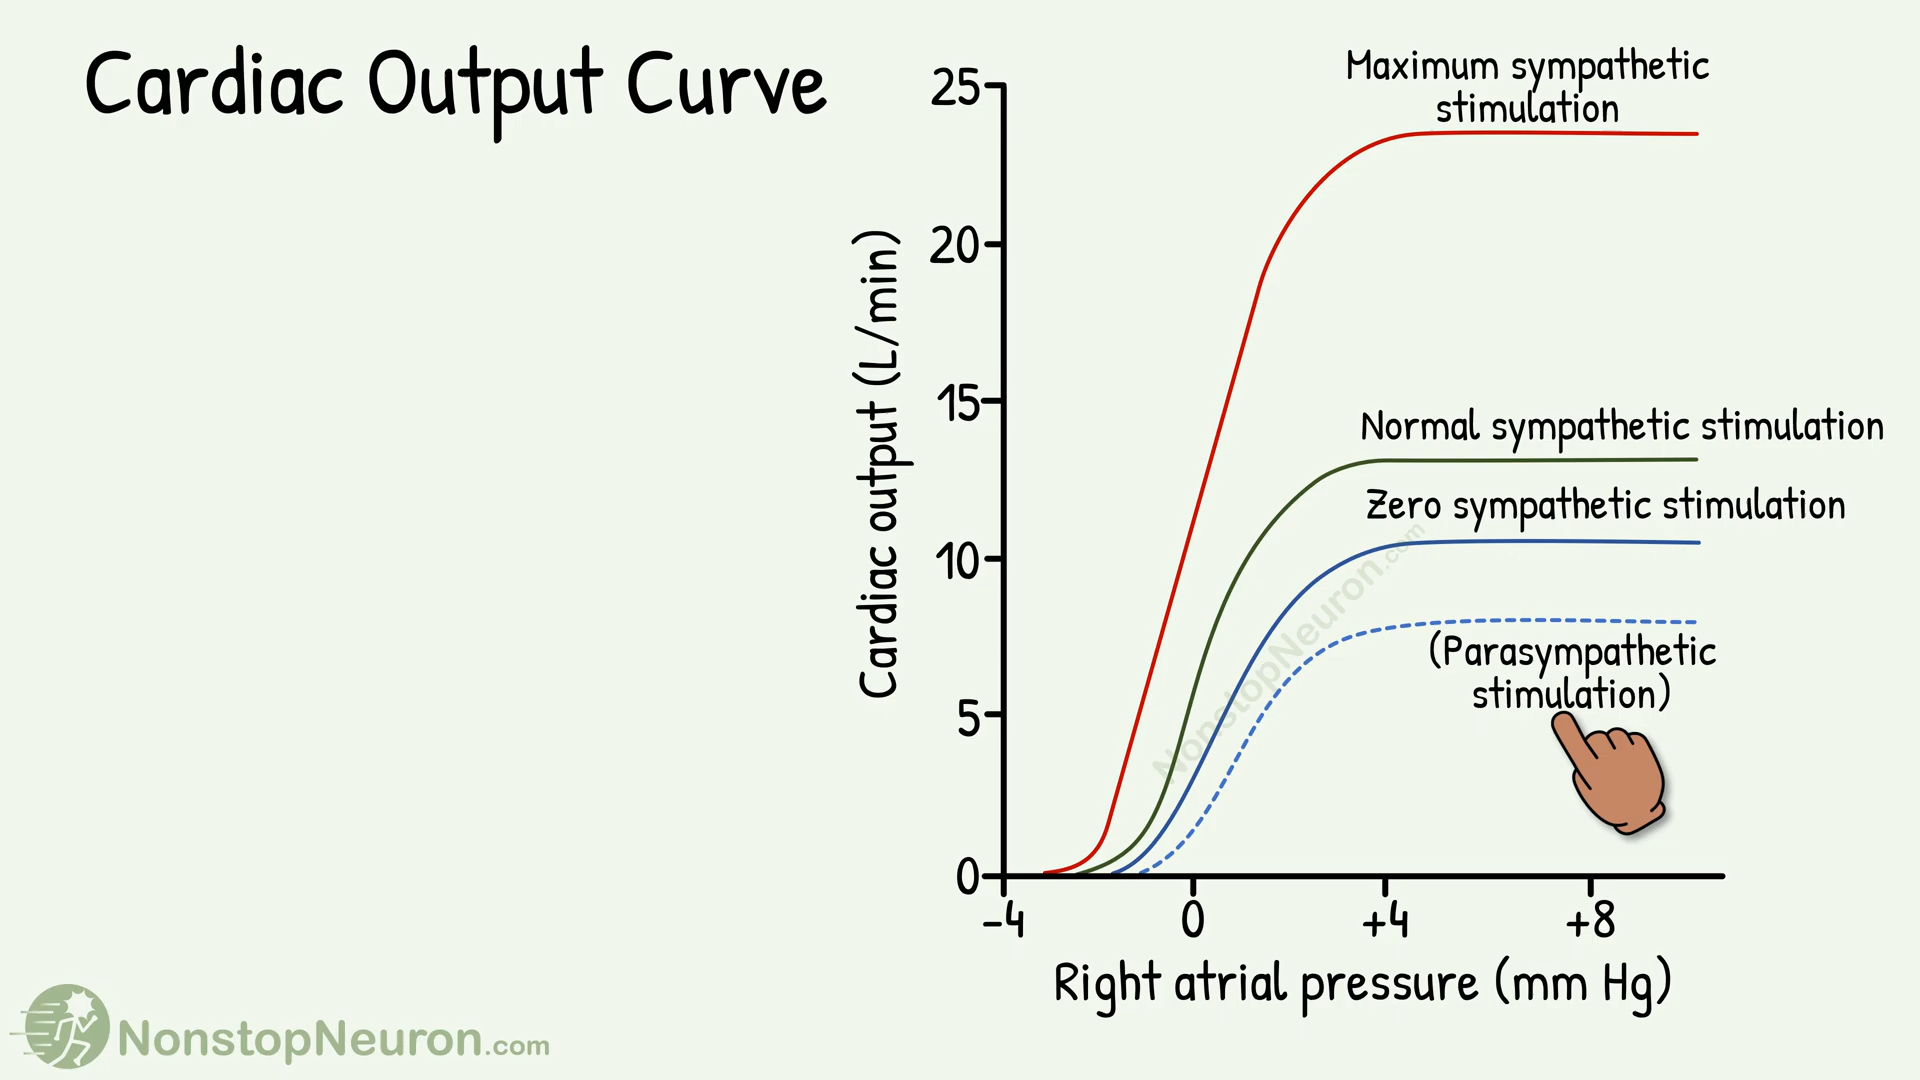 Cardiac Output Curve
Cardiac output (L/min)
25
20
15
10
5
0
Maximum sympathetic
stimulation
Normal sympathetic stimulation
Zero sympathetic stimulation
(Parasympathetic
stimulation)
NonstopNeuron.com
-4 0 +4 +8
Right atrial pressure (mm Hg)
NonstopNeuron.com